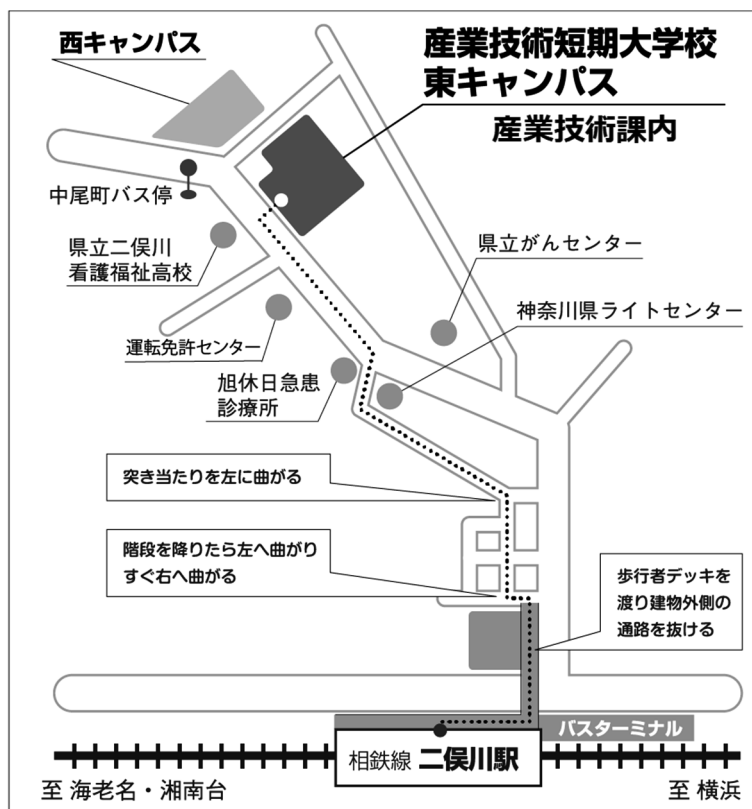 西キャンパス
産業技術短期大学校
東キャンパス
産業技術課内
中尾町バス停
県立二俣川
看護福祉高校
県立がんセンター
神奈川県ライトセンター
運転免許センター
旭休日急患
診療所
突き当たりを左に曲がる
階段を降りたら左へ曲がり
すぐ右へ曲がる
歩行者デッキを
渡り建物外側の
通路を抜ける
バスターミナル
相鉄線 二俣川駅
至 海老名・湘南台
至 横浜